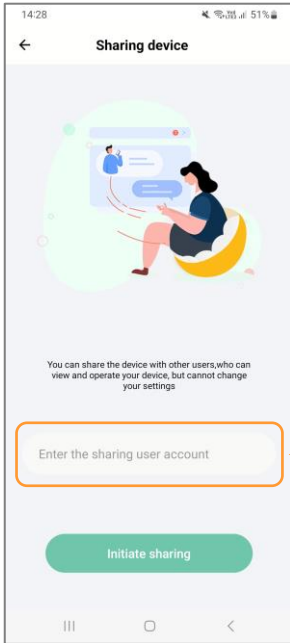 14:28 51%
Sharing device
You can share the device with other users,who can
view and operate your device, but cannot change
your settings
Enter the sharing user account
Initiate sharing